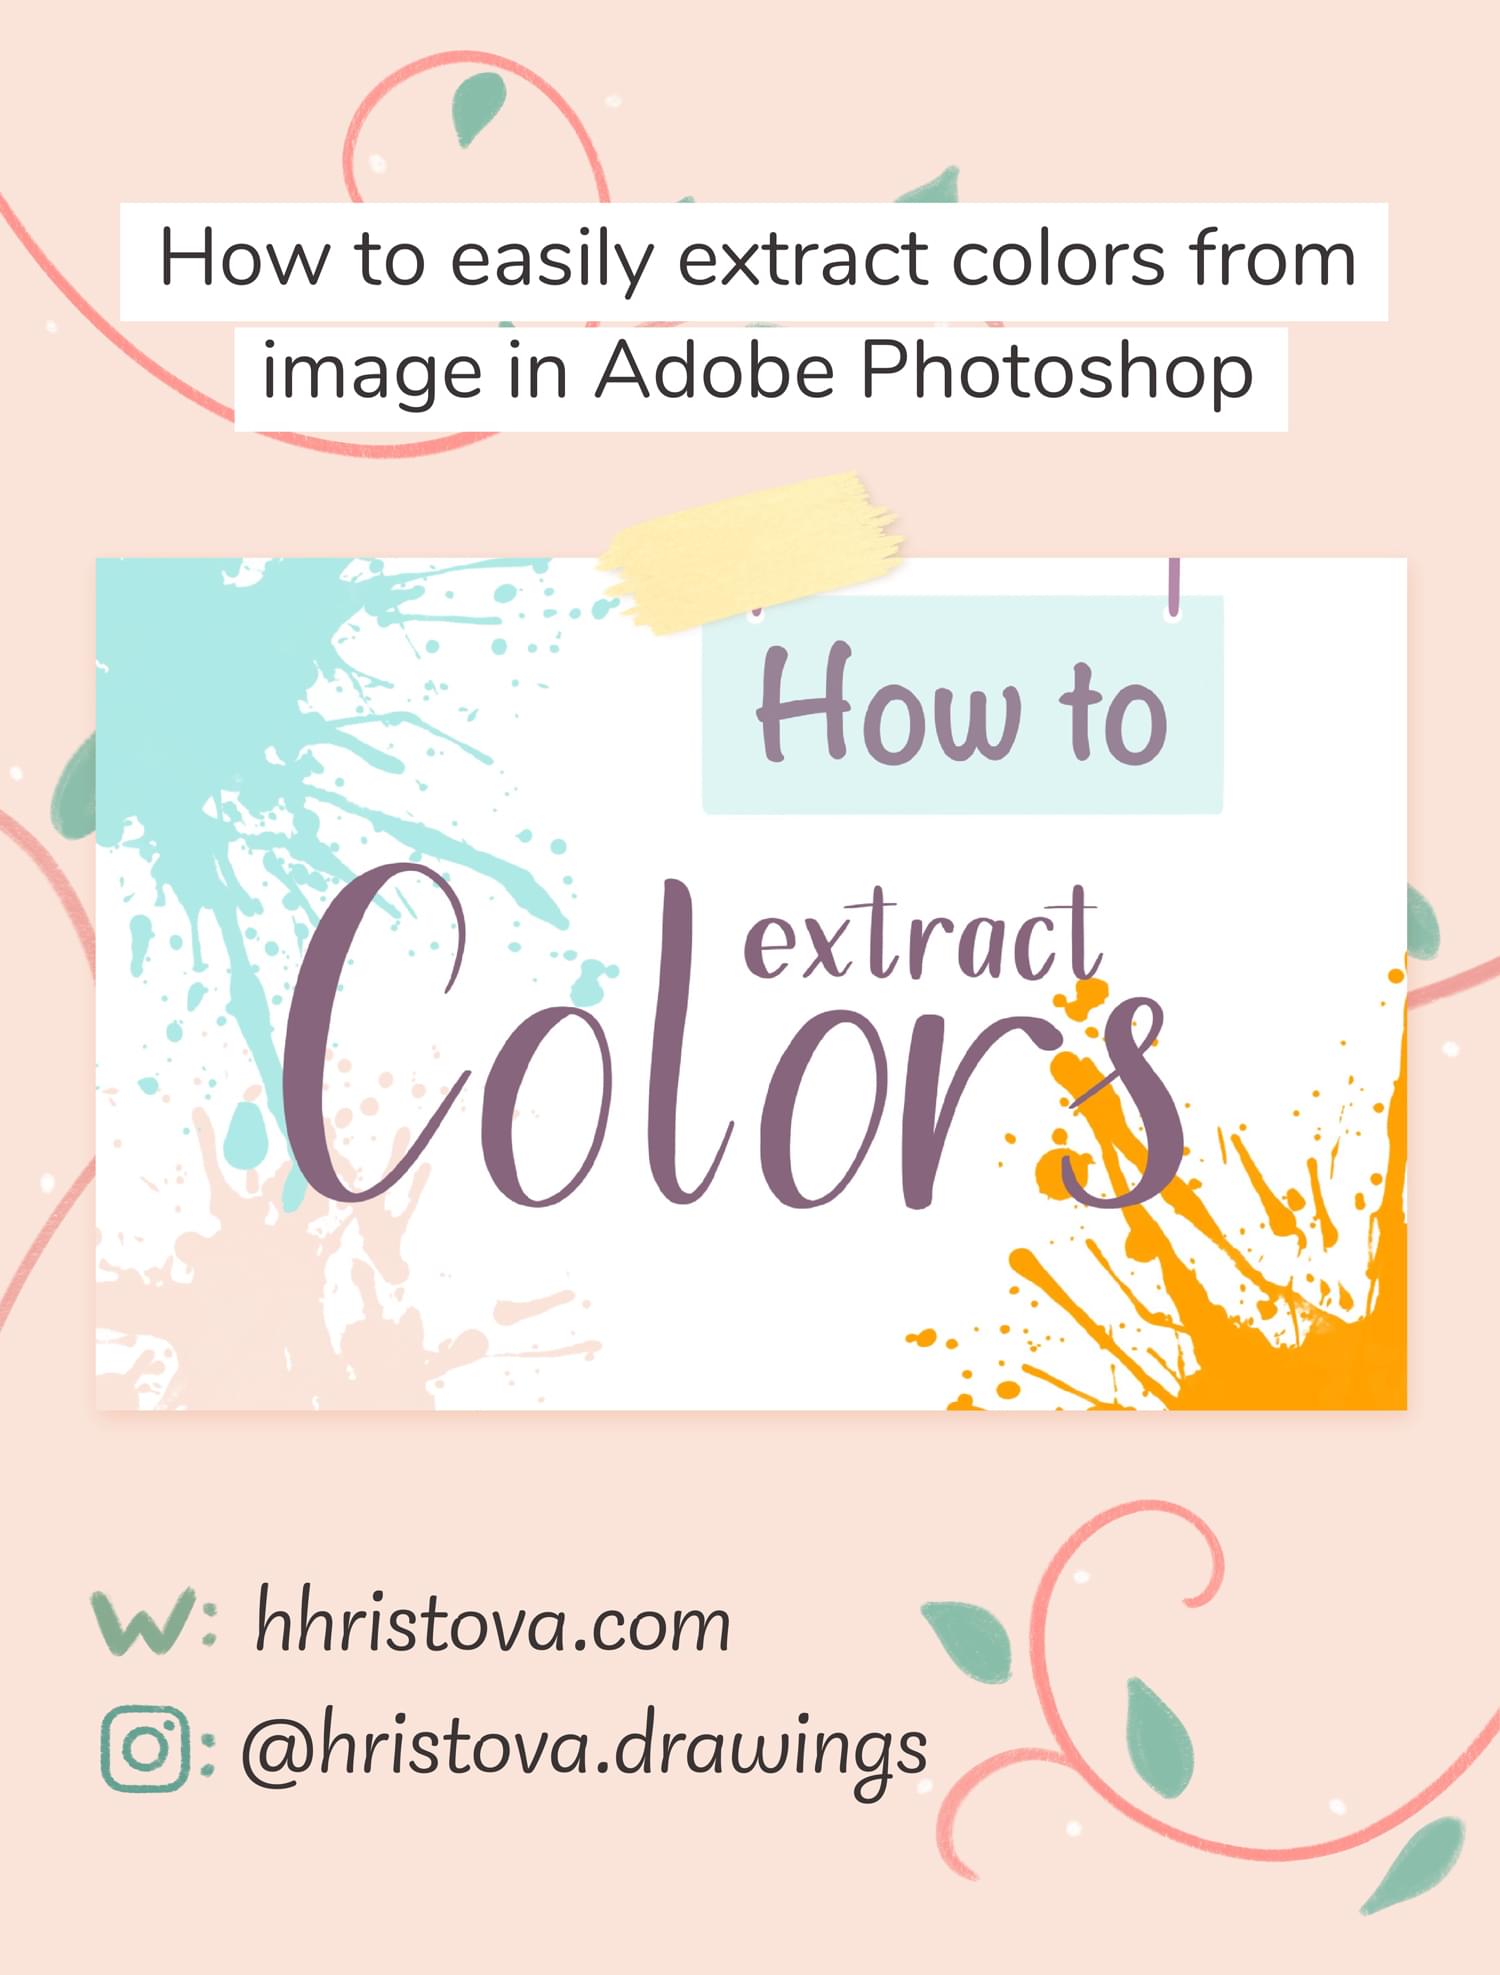 How to easily extract colors from
image in Adobe Photoshop
How to
extract
Colors
W: hhristova.com
: @hristova.drawings